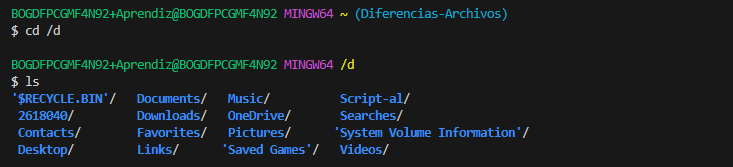 BOGDFPCGMF4N92+Aprendiz@BOGDFPCGMF4N92 MINGW64 ~ (Diferencias-Archivos)
$ cd /d
BOGDFPCGMF4N92+Aprendiz@BOGDFPCGMF4N92 MINGW64 /d
$ ls
'$RECYCLE.BIN'/   Documents/   Music/          Script-al/
 2618040/         Downloads/   OneDrive/       Searches/
 Contacts/        Favorites/   Pictures/      'System Volume Information'/
 Desktop/         Links/      'Saved Games'/   Videos/